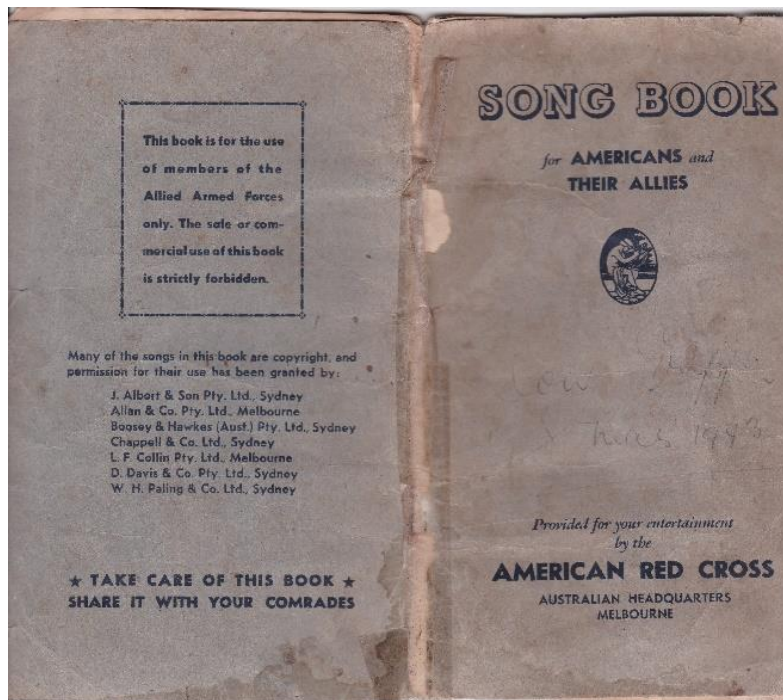 This book is for the use
of members of the
Allied Armed Forces
only. The sale or com-
mercial use of this book
is strictly forbidden.
Many of the songs in this book are copyright, and
permission for their use has been granted by:
J. Albert & Son Pty. Ltd., Sydney
Allan & Co. Pty. Ltd., Melbourne
Boosey & Hawkes (Aust.) Pty. Ltd., Sydney
Chappell & Co. Ltd., Sydney
L. F. Collin Pty. Ltd., Melbourne
D. Davis & Co. Pty. Ltd., Sydney
W. H. Paling & Co. Ltd., Sydney
★ TAKE CARE OF THIS BOOK ★
SHARE IT WITH YOUR COMRADES
SONG BOOK
for AMERICANS and
THEIR ALLIES
1943
Provided for your entertainment
by the
AMERICAN RED CROSS
AUSTRALIAN HEADQUARTERS
MELBOURNE